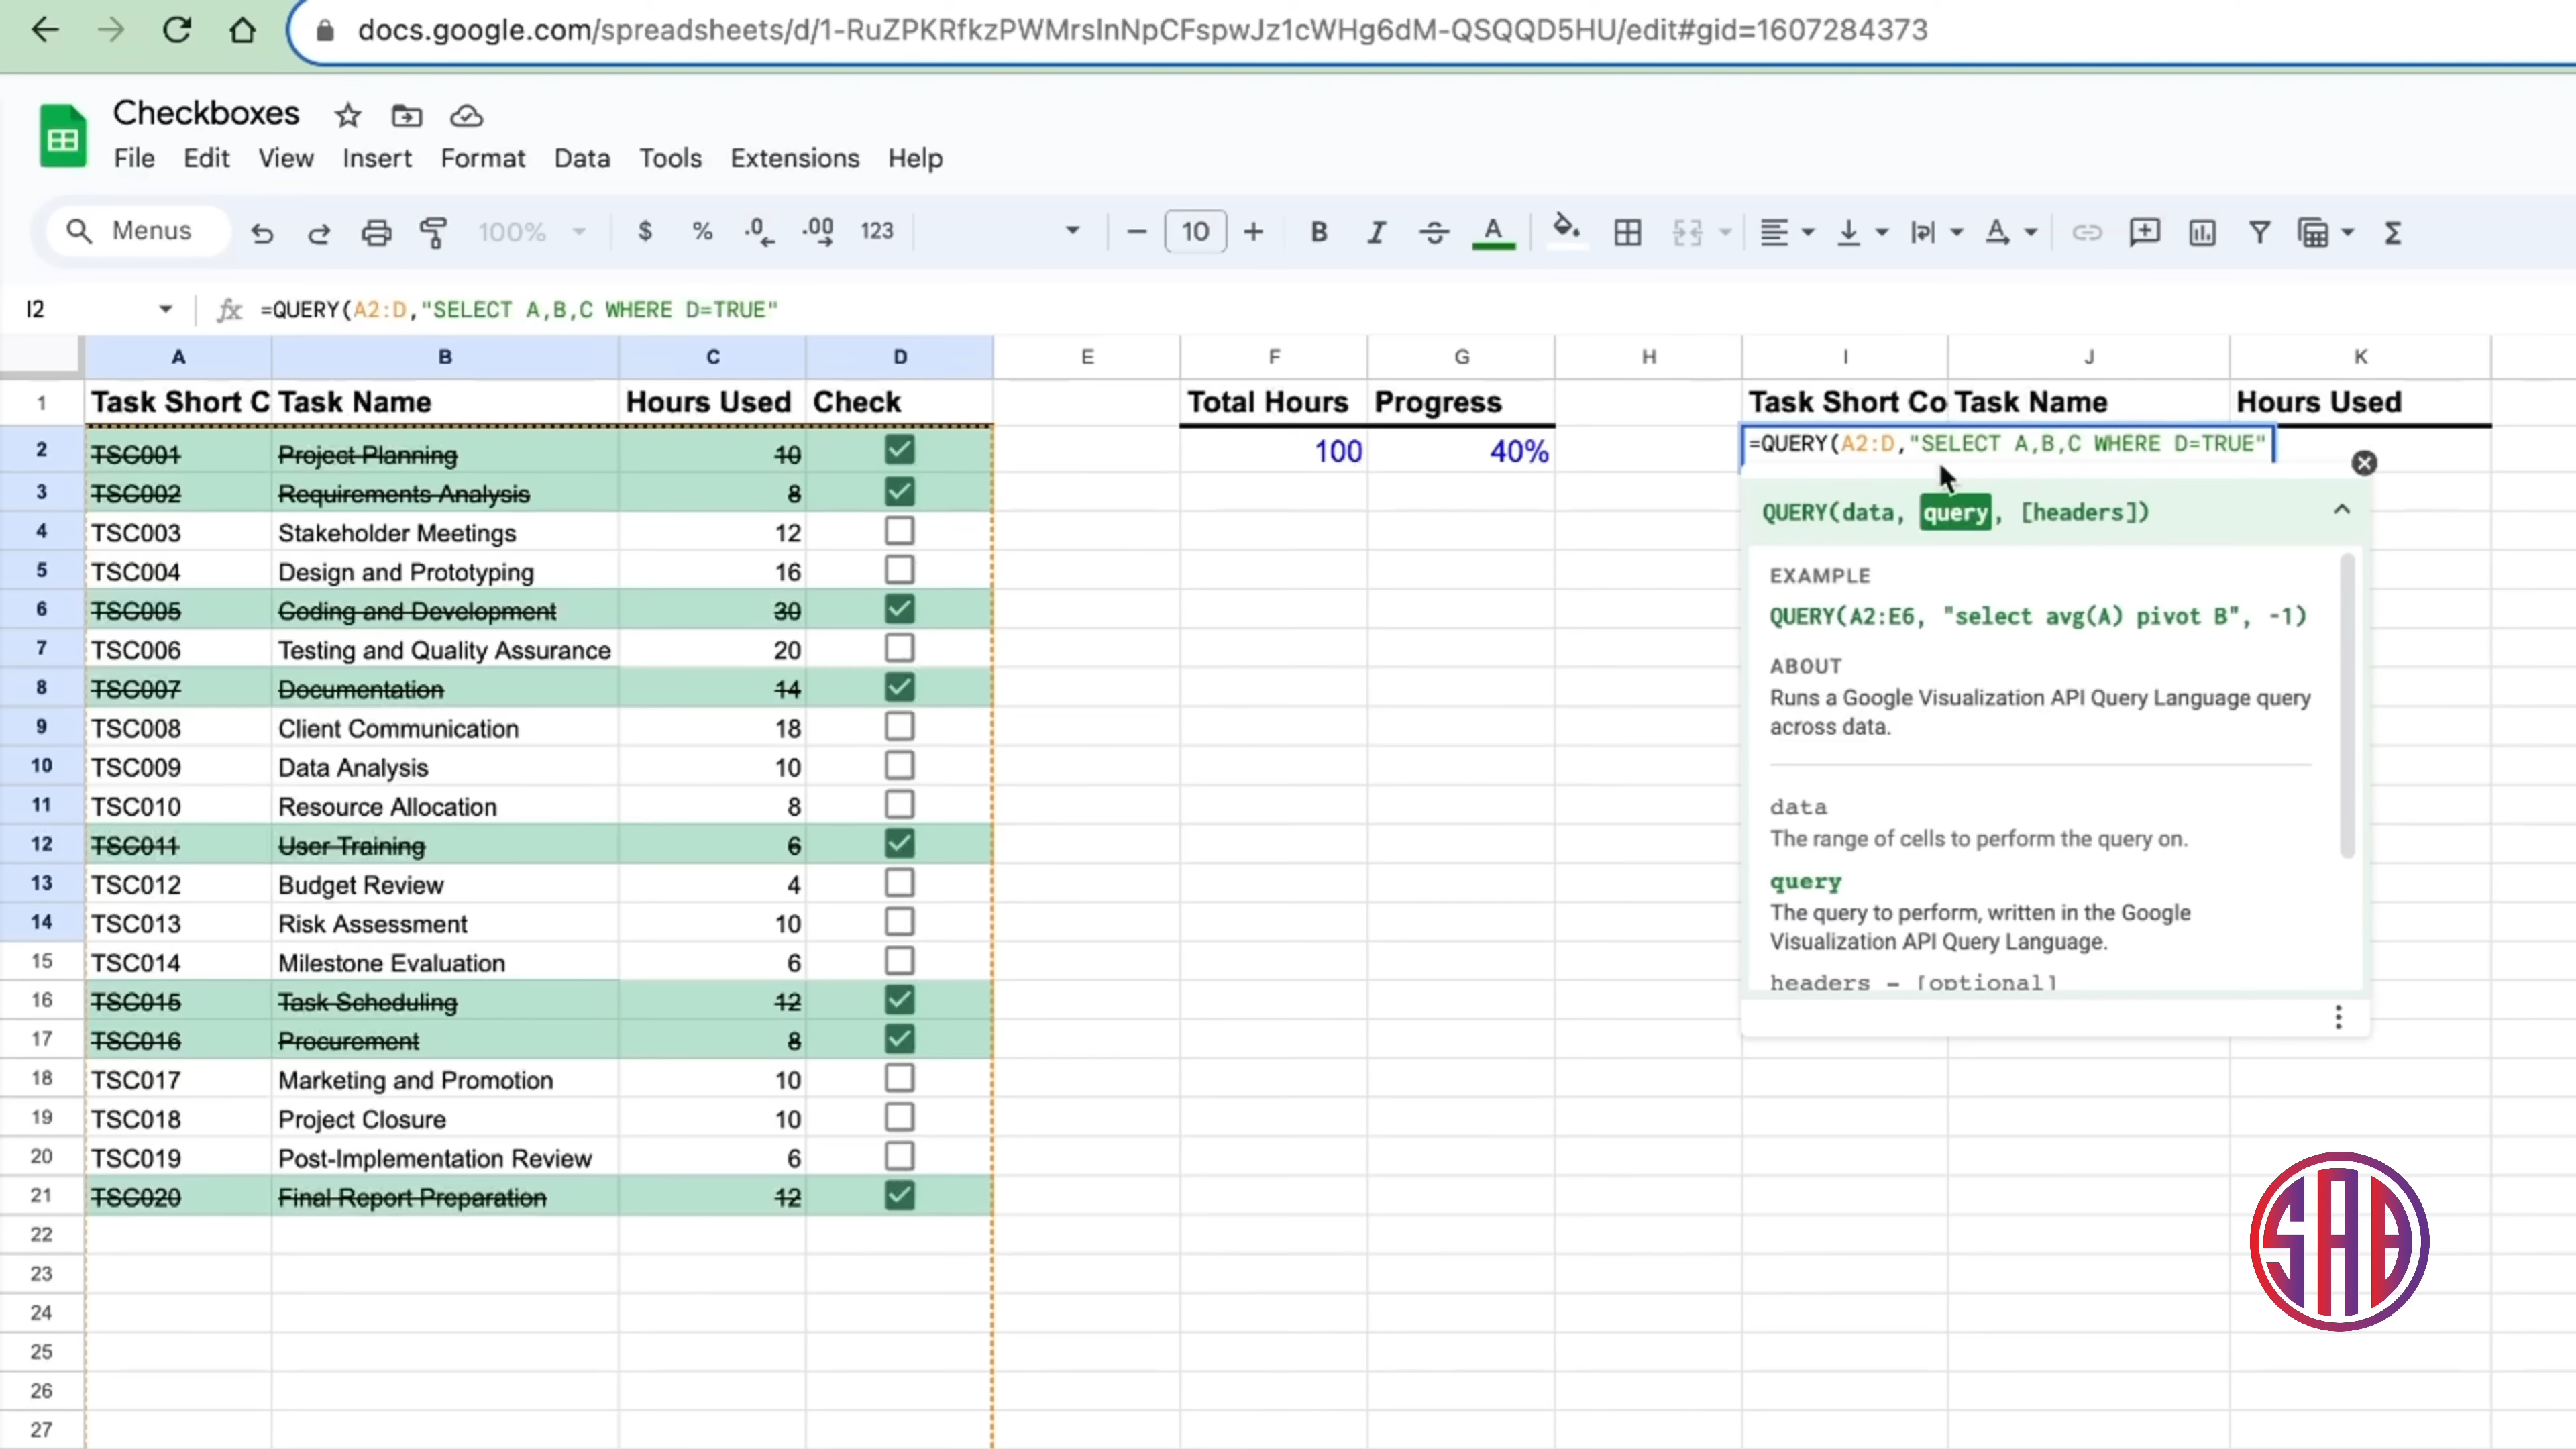 docs.google.com/spreadsheets/d/1-RuZPKRfkzPWMrsInNpCFspwJz1cWHg6dM-QSQQD5HU/edit#gid=1607284373
Checkboxes
File Edit View Insert Format Data Tools Extensions Help
Menus 100% $ % .0 .00 123 10 B I A
I2 fx =QUERY(A2:D,"SELECT A,B,C WHERE D=TRUE"
A B C D E F G H I J K
1 Task Short C Task Name Hours Used Check Total Hours Progress Task Short Co Task Name Hours Used
2 TSC001 Project Planning 10 100 40% =QUERY(A2:D,"SELECT A,B,C WHERE D=TRUE"
3 TSC002 Requirements Analysis 8
QUERY(data, query, [headers])
4 TSC003 Stakeholder Meetings 12
5 TSC004 Design and Prototyping 16
EXAMPLE
6 TSC005 Coding and Development 30
QUERY(A2:E6, "select avg(A) pivot B", -1)
7 TSC006 Testing and Quality Assurance 20
ABOUT
8 TSC007 Documentation 14
Runs a Google Visualization API Query Language query
across data.
9 TSC008 Client Communication 18
10 TSC009 Data Analysis 10
11 TSC010 Resource Allocation 8
data
The range of cells to perform the query on.
12 TSC011 User Training 6
13 TSC012 Budget Review 4
query
The query to perform, written in the Google
Visualization API Query Language.
14 TSC013 Risk Assessment 10
15 TSC014 Milestone Evaluation 6
headers - [optional]
16 TSC015 Task Scheduling 12
17 TSC016 Procurement 8
18 TSC017 Marketing and Promotion 10
19 TSC018 Project Closure 10
20 TSC019 Post-Implementation Review 6
21 TSC020 Final Report Preparation 12
22
23
24
25
26
27
SAB